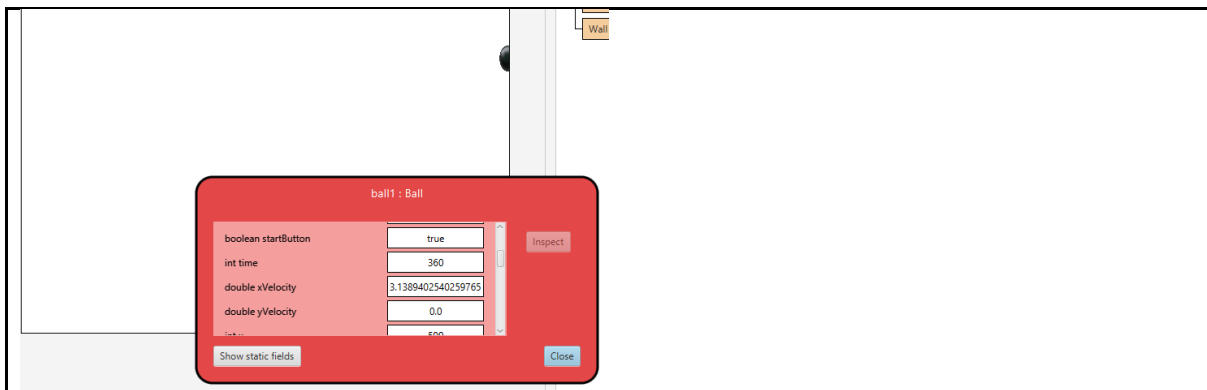 Wall
ball1 : Ball
boolean startButton true
Inspect
int time 360
double xVelocity 3.1389402540259765
double yVelocity 0.0
Show static fields
Close